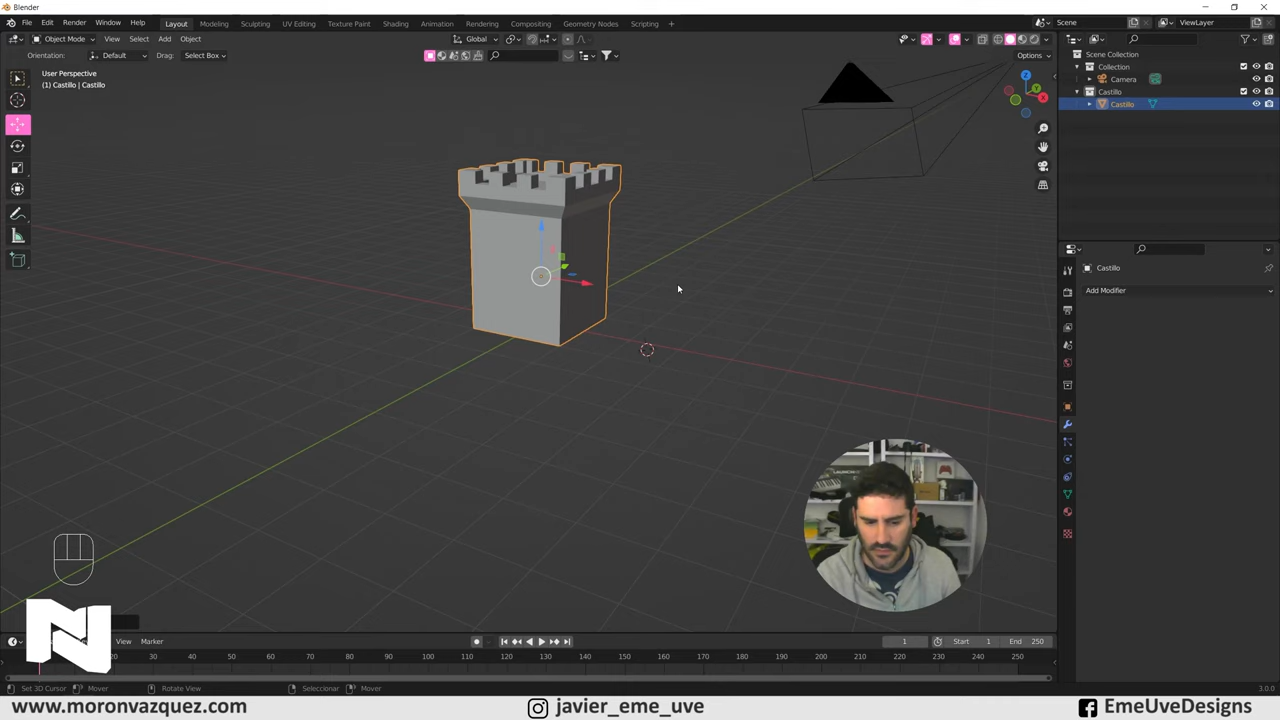 Blender
File Edit Render Window Help Layout Modeling Sculpting UV Editing Texture Paint Shading Animation Rendering Compositing Geometry Nodes Scripting + Scene ViewLayer
Object Mode View Select Add Object Global
Orientation: Default Drag: Select Box Options
User Perspective
(1) Castillo | Castillo
X
Y
Z
Scene Collection
Collection
Camera
Castillo
Castillo
Castillo
Add Modifier
N
View Marker
1 Start 1 End 250
20 30 40 50 60 70 80 90 100 110 120 130 140 150 160 170 180 190 200 210 220 230 240 250
Set 3D Cursor Mover Rotate View Seleccionar Mover 3.0.0
www.moronvazquez.com javier_eme_uve EmeUveDesigns